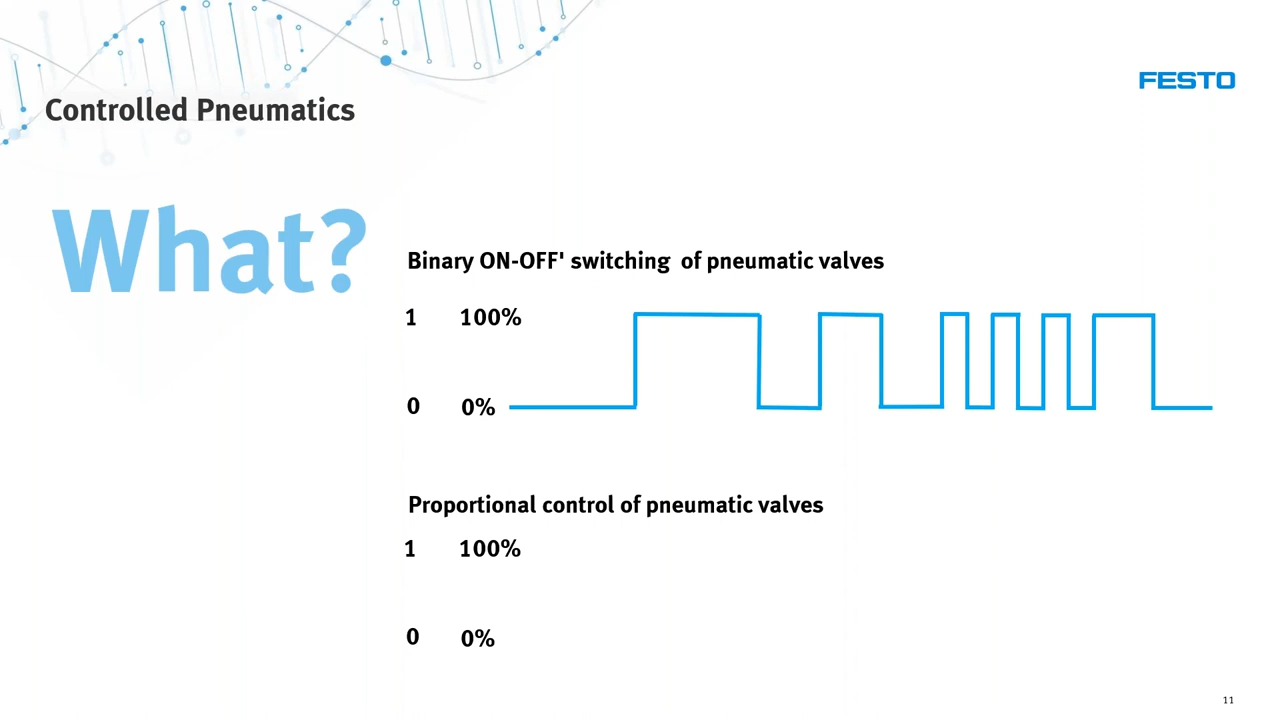 FESTO
Controlled Pneumatics
What?
Binary ON-OFF' switching of pneumatic valves
1 100%
0 0%
Proportional control of pneumatic valves
1 100%
0 0%
11